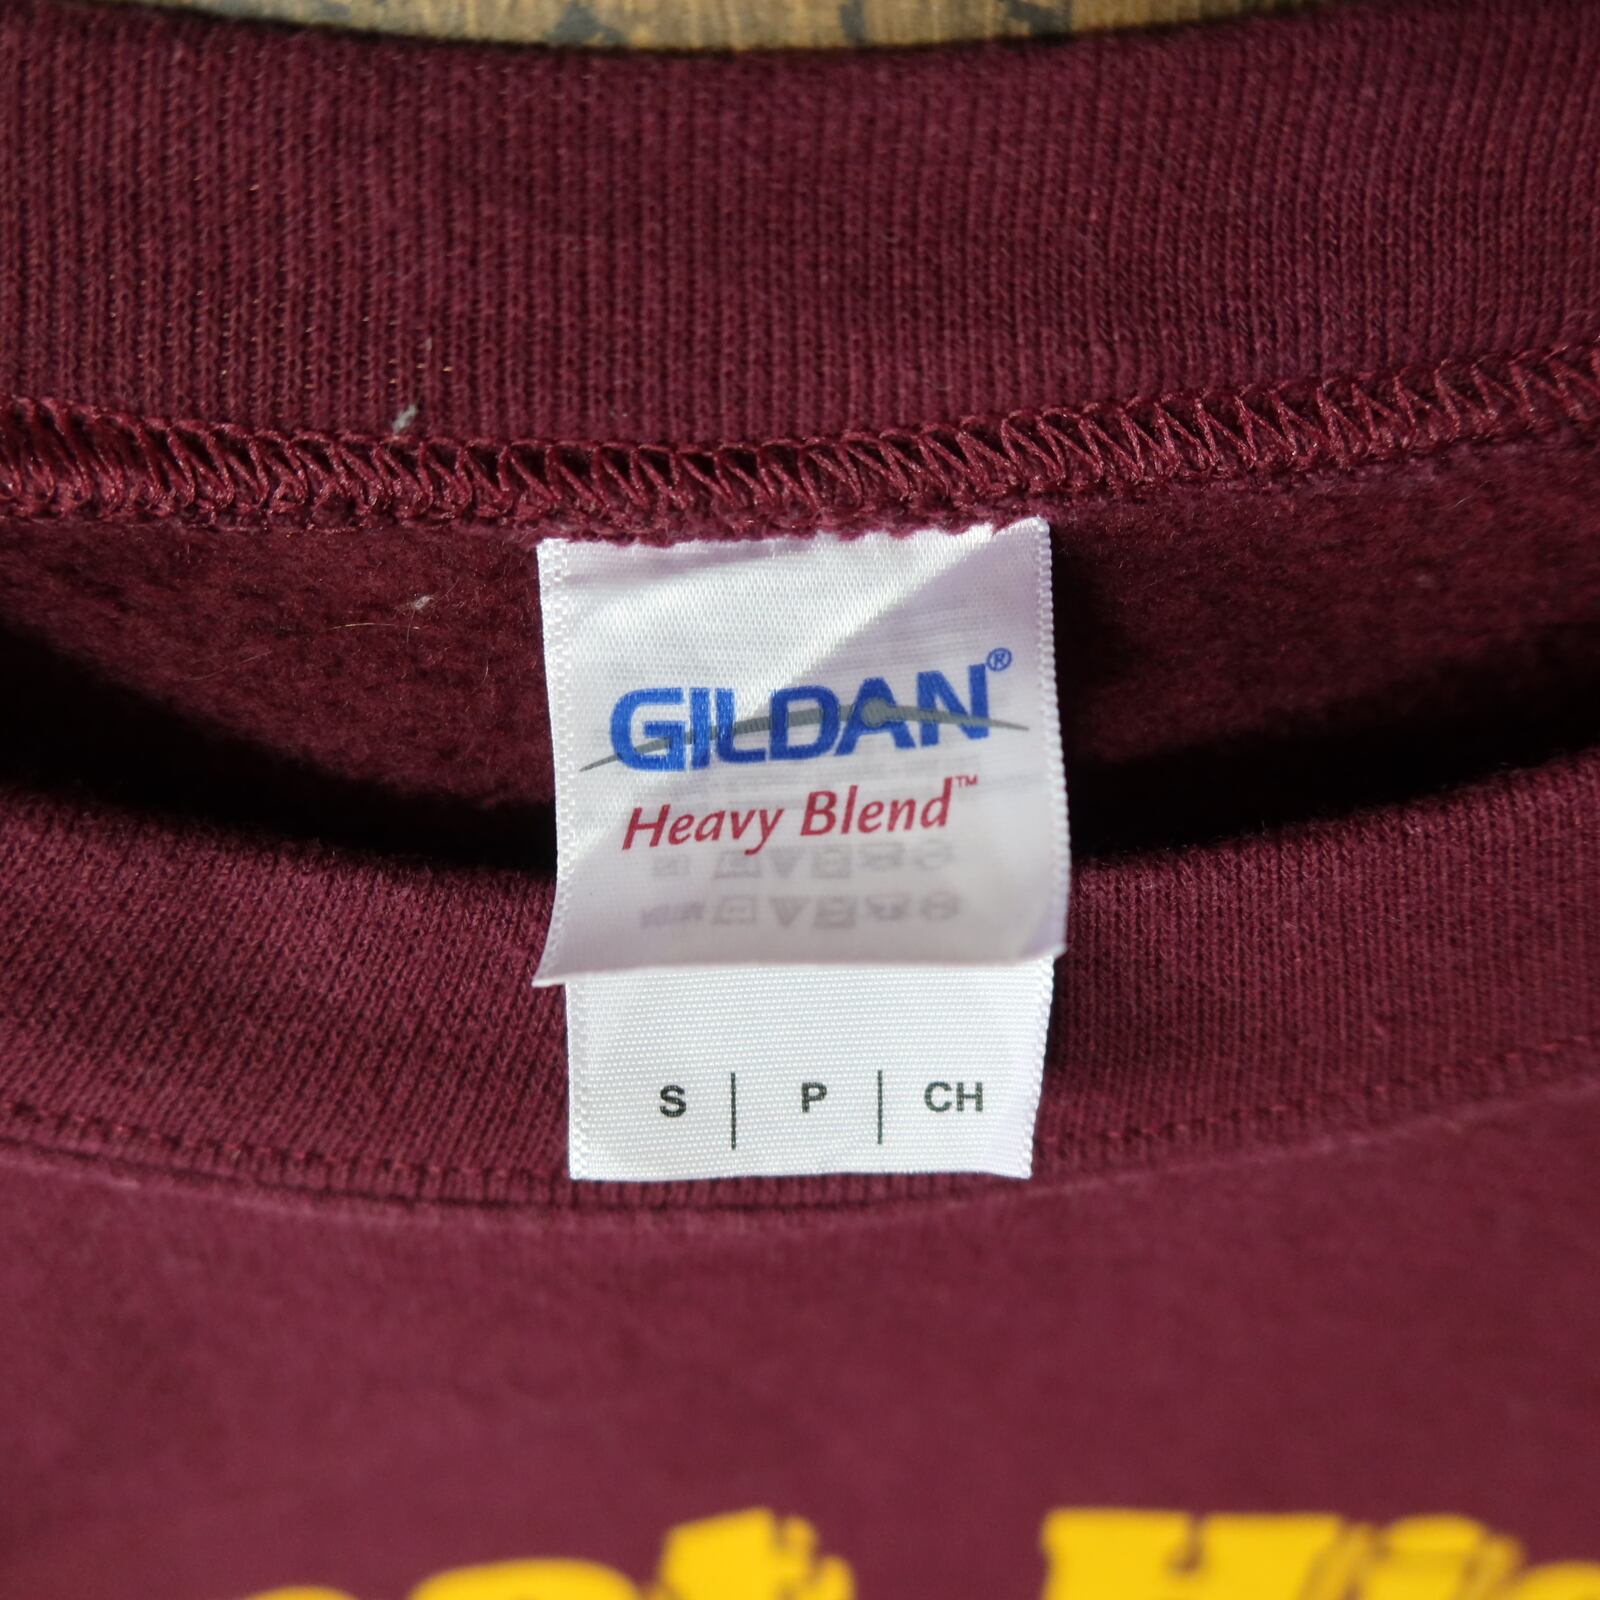 GILDAN®
Heavy Blend™
S | P | CH